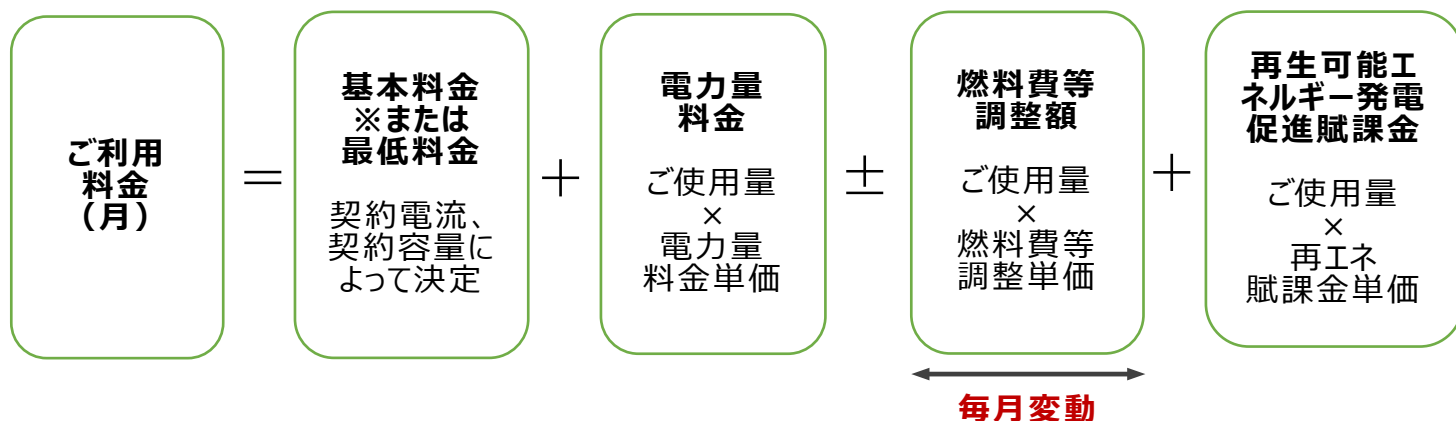 ご利用
料金
（月）
＝
基本料金
※または
最低料金
契約電流、
契約容量に
よって決定
＋
電力量
料金
ご使用量
×
電力量
料金単価
±
燃料費等
調整額
ご使用量
×
燃料費等
調整単価
＋
再生可能エ
ネルギー発電
促進賦課金
ご使用量
×
再エネ
賦課金単価
毎月変動